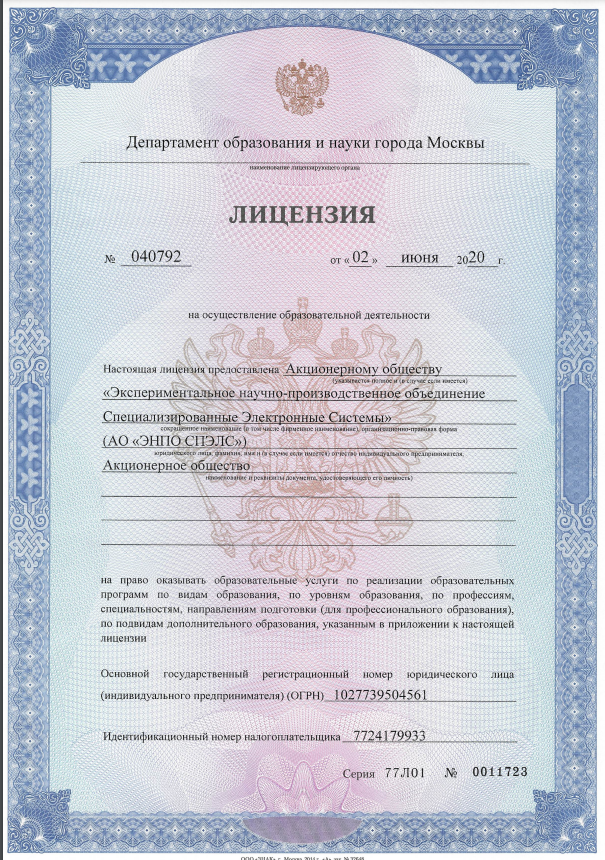 Департамент образования и науки города Москвы
наименование лицензирующего органа
ЛИЦЕНЗИЯ
№ 040792 от «02» июня 2020 г.
на осуществление образовательной деятельности
Настоящая лицензия предоставлена Акционерному обществу
(указывается полное и (в случае если имеется)
«Экспериментальное научно-производственное объединение
Специализированные Электронные Системы»
сокращенное наименование (в том числе фирменное наименование), организационно-правовая форма
(АО «ЭНПО СПЭЛС»)
юридического лица, фамилия, имя и (в случае если имеется) отчество индивидуального предпринимателя,
Акционерное общество
наименование и реквизиты документа, удостоверяющего его личность)
на право оказывать образовательные услуги по реализации образовательных
программ по видам образования, по уровням образования, по профессиям,
специальностям, направлениям подготовки (для профессионального образования),
по подвидам дополнительного образования, указанным в приложении к настоящей
лицензии
Основной государственный регистрационный номер юридического лица
(индивидуального предпринимателя) (ОГРН) 1027739504561
Идентификационный номер налогоплательщика 7724179933
Серия 77Л01 № 0011723